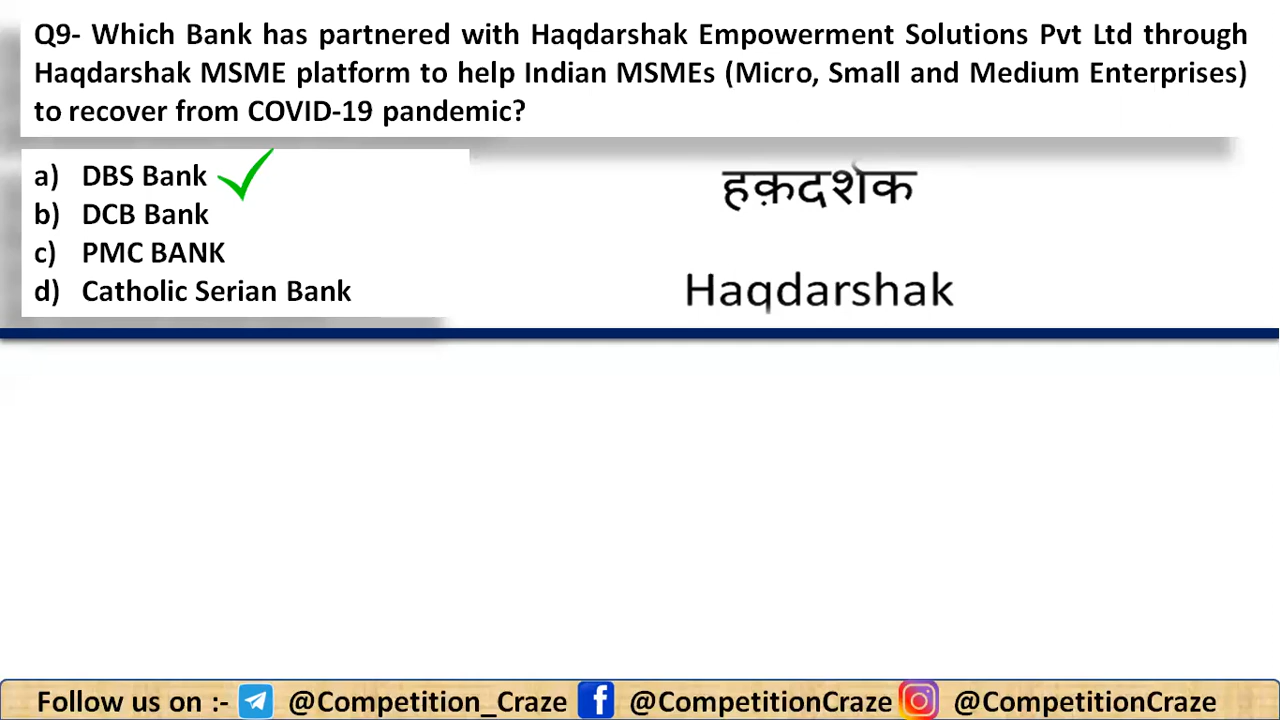 Q9- Which Bank has partnered with Haqdarshak Empowerment Solutions Pvt Ltd through
Haqdarshak MSME platform to help Indian MSMEs (Micro, Small and Medium Enterprises)
to recover from COVID-19 pandemic?
a) DBS Bank
b) DCB Bank
c) PMC BANK
d) Catholic Serian Bank
हक़दर्शक
Haqdarshak
Follow us on :- @Competition_Craze @CompetitionCraze @CompetitionCraze